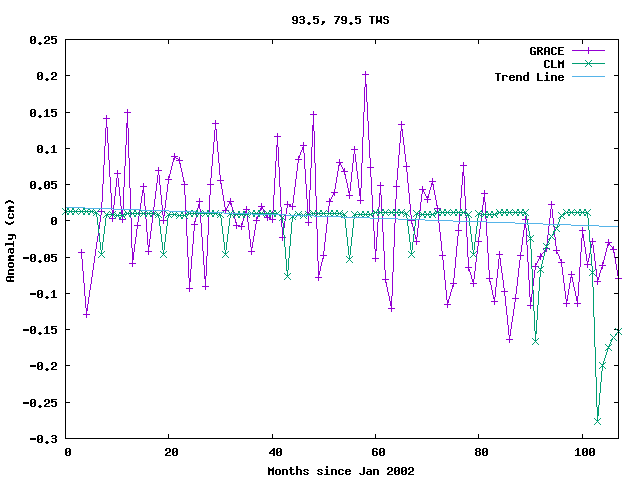 93.5, 79.5 TWS
GRACE
CLM
Trend Line
0.25
0.2
0.15
0.1
0.05
0
-0.05
-0.1
-0.15
-0.2
-0.25
-0.3
Anomaly (cm)
0 20 40 60 80 100
Months since Jan 2002